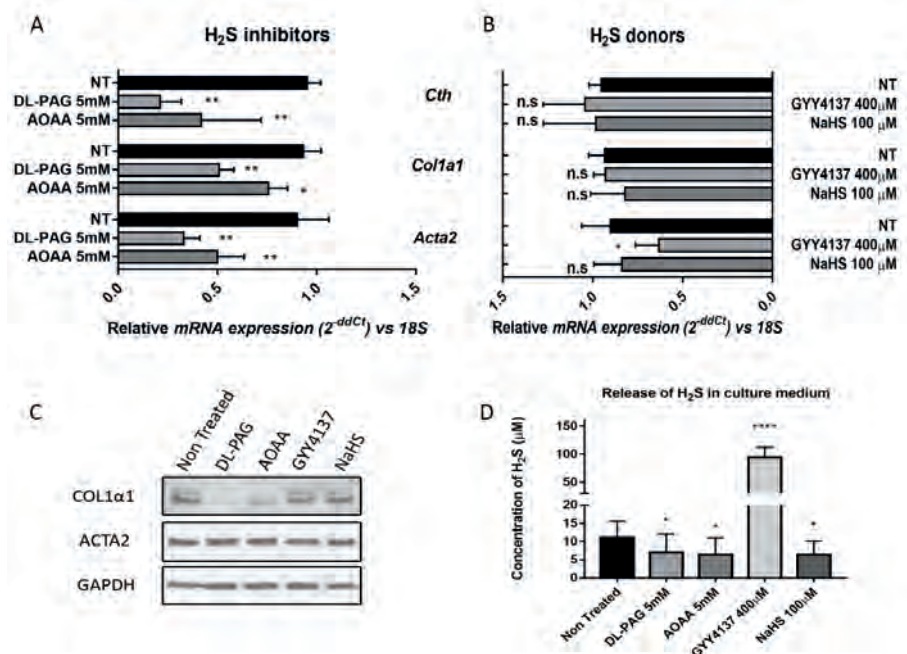 A
H₂S inhibitors
NT
DL-PAG 5mM
**
AOAA 5mM
**
NT
DL-PAG 5mM
**
AOAA 5mM
*
NT
DL-PAG 5mM
**
AOAA 5mM
**
0.0 0.5 1.0 1.5
Relative mRNA expression (2^-ddCt) vs 18S
Cth
Col1a1
Acta2
B
H₂S donors
NT
n.s GYY4137 400μM
n.s NaHS 100 μM
NT
n.s GYY4137 400μM
n.s NaHS 100 μM
NT
* GYY4137 400μM
n.s NaHS 100 μM
1.5 1.0 0.5 0.0
Relative mRNA expression (2^-ddCt) vs 18S
C
Non Treated DL-PAG AOAA GYY4137 NaHS
COL1α1
ACTA2
GAPDH
D
Release of H₂S in culture medium
Concentration of H₂S (μM)
150
100
50
20
15
10
5
0
* * **** *
Non Treated DL-PAG 5mM AOAA 5mM GYY4137 400μM NaHS 100μM